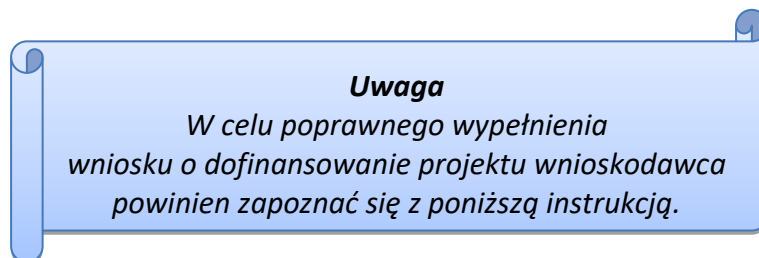 Uwaga
W celu poprawnego wypełnienia
wniosku o dofinansowanie projektu wnioskodawca
powinien zapoznać się z poniższą instrukcją.